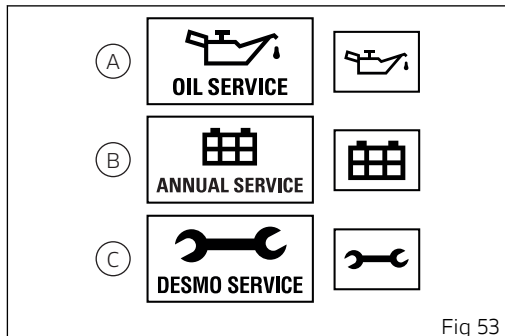 A
OIL SERVICE
B
ANNUAL SERVICE
C
DESMO SERVICE
Fig 53